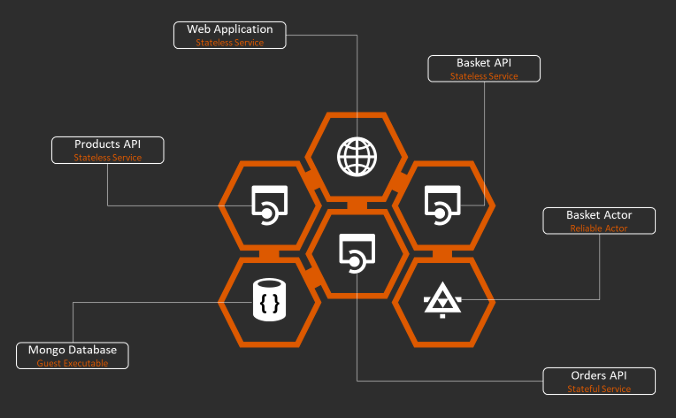 Web Application
Stateless Service
Basket API
Stateless Service
Products API
Stateless Service
Basket Actor
Reliable Actor
{ }
Mongo Database
Guest Executable
Orders API
Stateful Service